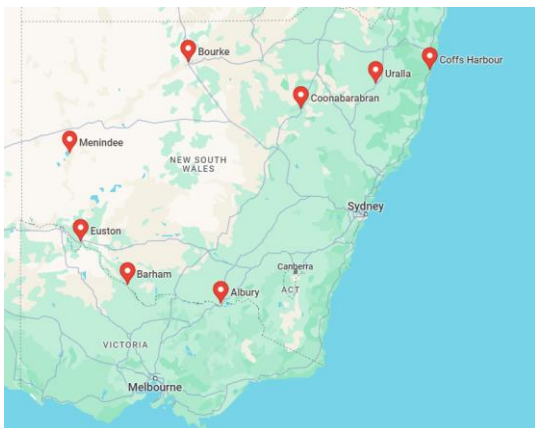 Bourke
Coffs Harbour
Uralla
Coonabarabran
Menindee
NEW SOUTH
WALES
Sydney
Euston
Canberra
Barham
ACT
Albury
VICTORIA
Melbourne